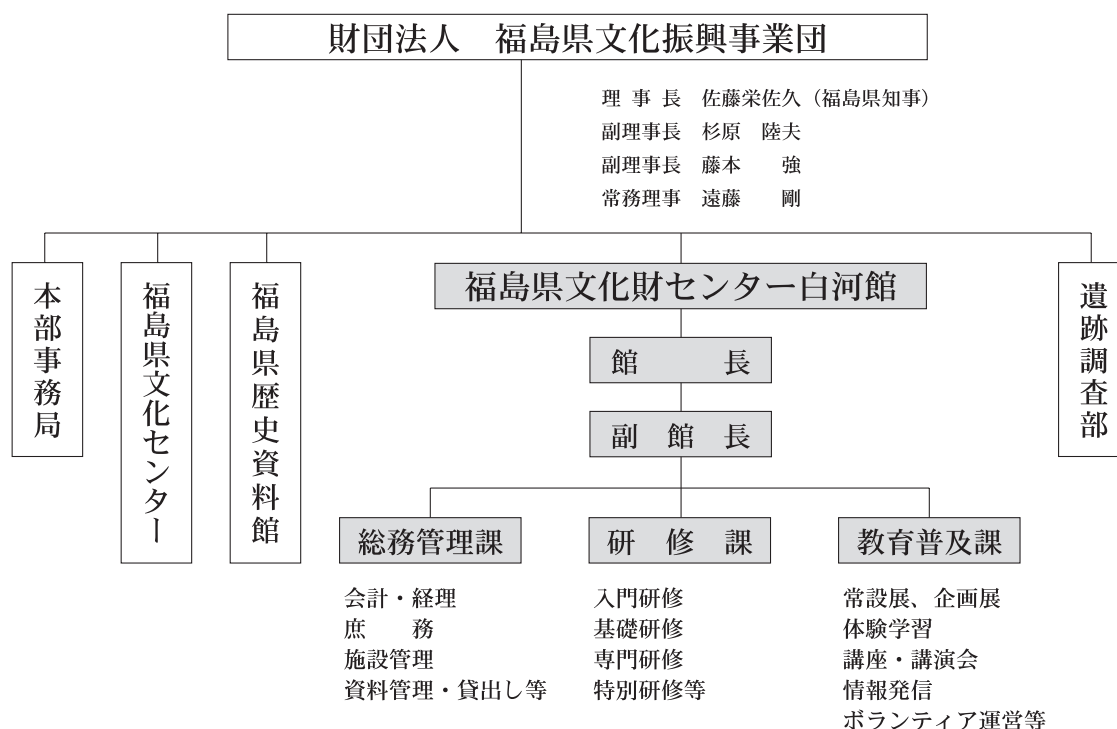 財団法人　福島県文化振興事業団
理 事 長　佐藤栄佐久（福島県知事）
副理事長　杉原　陸夫
副理事長　藤本　　強
常務理事　遠藤　　剛
本部事務局
福島県文化センター
福島県歴史資料館
福島県文化財センター白河館
遺跡調査部
館　　長
副　館　長
総務管理課
会計・経理
庶　　務
施設管理
資料管理・貸出し等
研　修　課
入門研修
基礎研修
専門研修
特別研修等
教育普及課
常設展、企画展
体験学習
講座・講演会
情報発信
ボランティア運営等